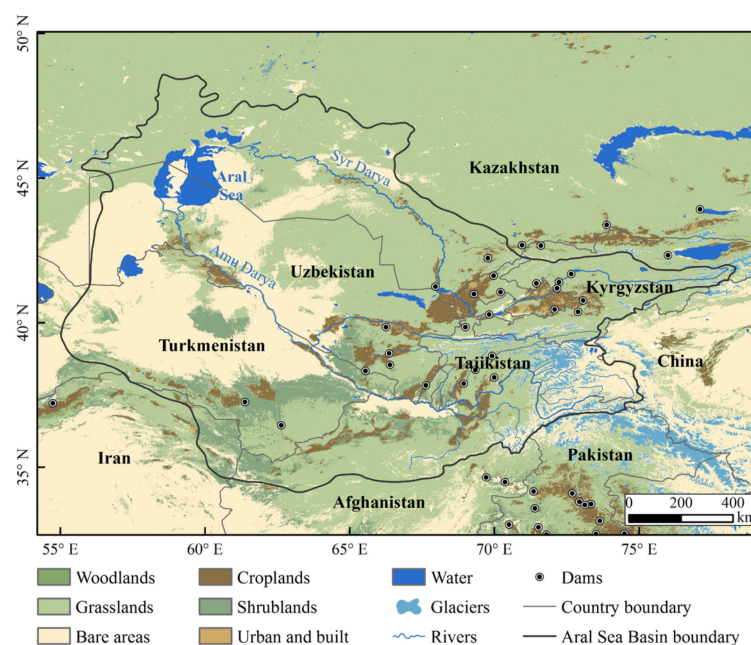 50° N
45° N
40° N
35° N
Kazakhstan
Syr Darya
Aral
Sea
Amu Darya
Uzbekistan
Kyrgyzstan
Turkmenistan
Tajikistan
China
Iran
Pakistan
Afghanistan
0 200 400
km
55° E 60° E 65° E 70° E 75° E
Woodlands Croplands Water Dams
Grasslands Shrublands Glaciers Country boundary
Bare areas Urban and built Rivers Aral Sea Basin boundary